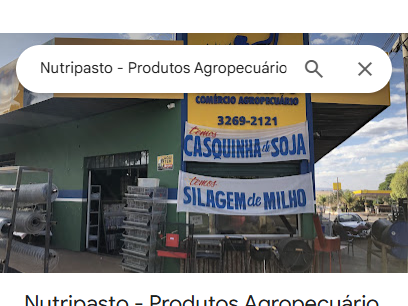 Nutripasto - Produtos Agropecuário
COMÉRCIO AGROPECUÁRIO
3269-2121
temos
CASQUINHA de SOJA
temos
SILAGEM de MILHO
Nutripasto - Produtos Agropecuário